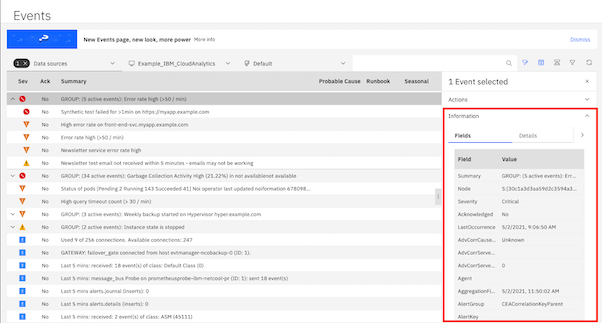 Events
New Events page, new look, more power More info Dismiss
1 Data sources Example_IBM_CloudAnalytics Default
Sev Ack Summary Probable Cause Runbook Seasonal
No GROUP: (5 active events): Error rate high (>50 / min)
No Synthetic test failed for >1min on https://myapp.example.com
No High error rate on front-end-svc.myapp.example.com
No Error rate high (>50 / min)
No Newsletter service error rate high
No Newsletter test email not received within 5 minutes - emails may not be working
No GROUP: (34 active events): Garbage Collection Activity High (21.22%) in not availableient available
No Status of pods [Pending 2 Running 143 Succeeded 41] Noi operator last updated noiformation 678098...
No High query timeout count (> 30 / min)
No GROUP: (3 active events): Weekly backup started on Hypervisor hyper.example.com
No GROUP: (2 active events): Instance state is stopped
No Used 9 of 256 connections. Available connections: 247
No GATEWAY: failover_gate connected from host evtmanager-ncobackup-0 (ID: 1).
No Last 5 mins: received: 18 event(s) of class: Default Class (0)
No Last 5 mins: message_bus Probe on prometheusprobe-ibm-netcool-pr (ID: 1): sent 18 event(s)
No Last 5 mins alerts.journal (inserts): 0
No Last 5 mins alerts.details (inserts): 0
No Last 5 mins: received: 2 event(s) of class: ASM (45111)
1 Event selected
Actions
Information
Fields Details
Field Value
Summary GROUP: (5 active events): Err...
Node
Severity Critical
Acknowledged No
LastOccurrence 5/2/2021, 9:06:50 AM
AdvCorrCause... Unknown
AdvCorrServe...
AdvCorrServe... 0
Agent
AggregationFi... 5/2/2021, 11:50:02 AM
AlertGroup CEACorrelationKeyParent
AlertKey